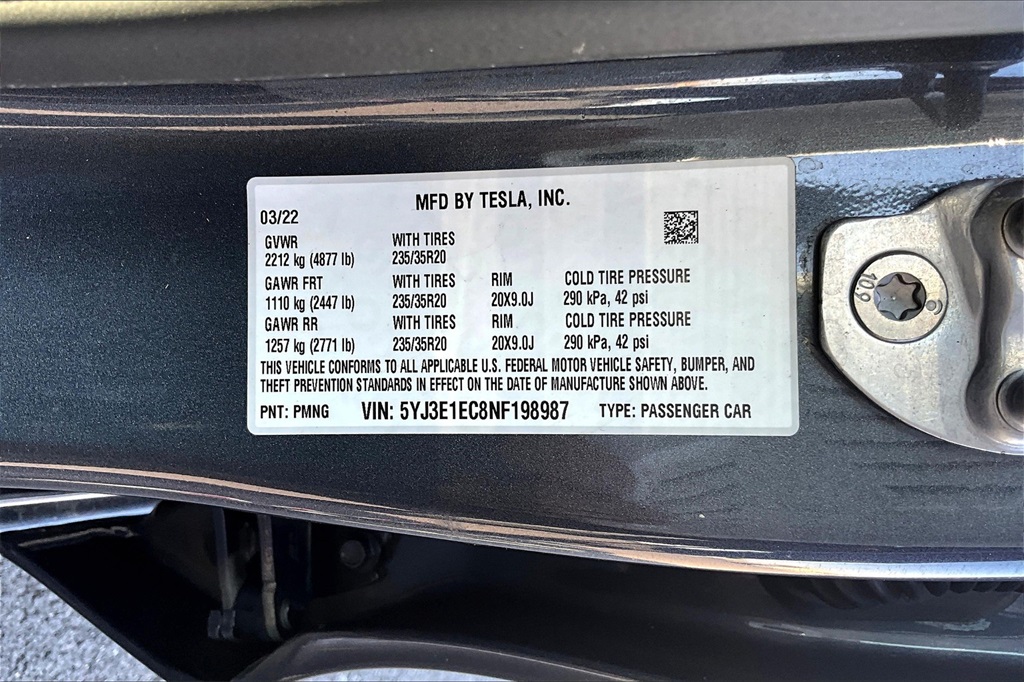 MFD BY TESLA, INC.
03/22
GVWR WITH TIRES
2212 kg (4877 lb) 235/35R20
GAWR FRT WITH TIRES RIM COLD TIRE PRESSURE
1110 kg (2447 lb) 235/35R20 20X9.0J 290 kPa, 42 psi
GAWR RR WITH TIRES RIM COLD TIRE PRESSURE
1257 kg (2771 lb) 235/35R20 20X9.0J 290 kPa, 42 psi
THIS VEHICLE CONFORMS TO ALL APPLICABLE U.S. FEDERAL MOTOR VEHICLE SAFETY, BUMPER, AND
THEFT PREVENTION STANDARDS IN EFFECT ON THE DATE OF MANUFACTURE SHOWN ABOVE.
PNT: PMNG VIN: 5YJ3E1EC8NF198987 TYPE: PASSENGER CAR
10.9